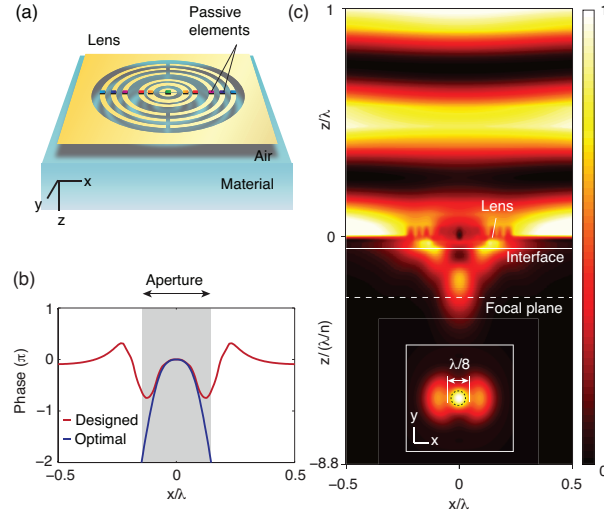 (a)
Lens
Passive
elements
Air
Material
x
y
z
(b)
Aperture
1
0
-1
-2
Phase (π)
Designed
Optimal
-0.5
0
0.5
x/λ
(c)
1
z/λ
0
Lens
Interface
Focal plane
z/(λ/n)
λ/8
y
x
-8.8
-0.5
0
0.5
x/λ
1
0